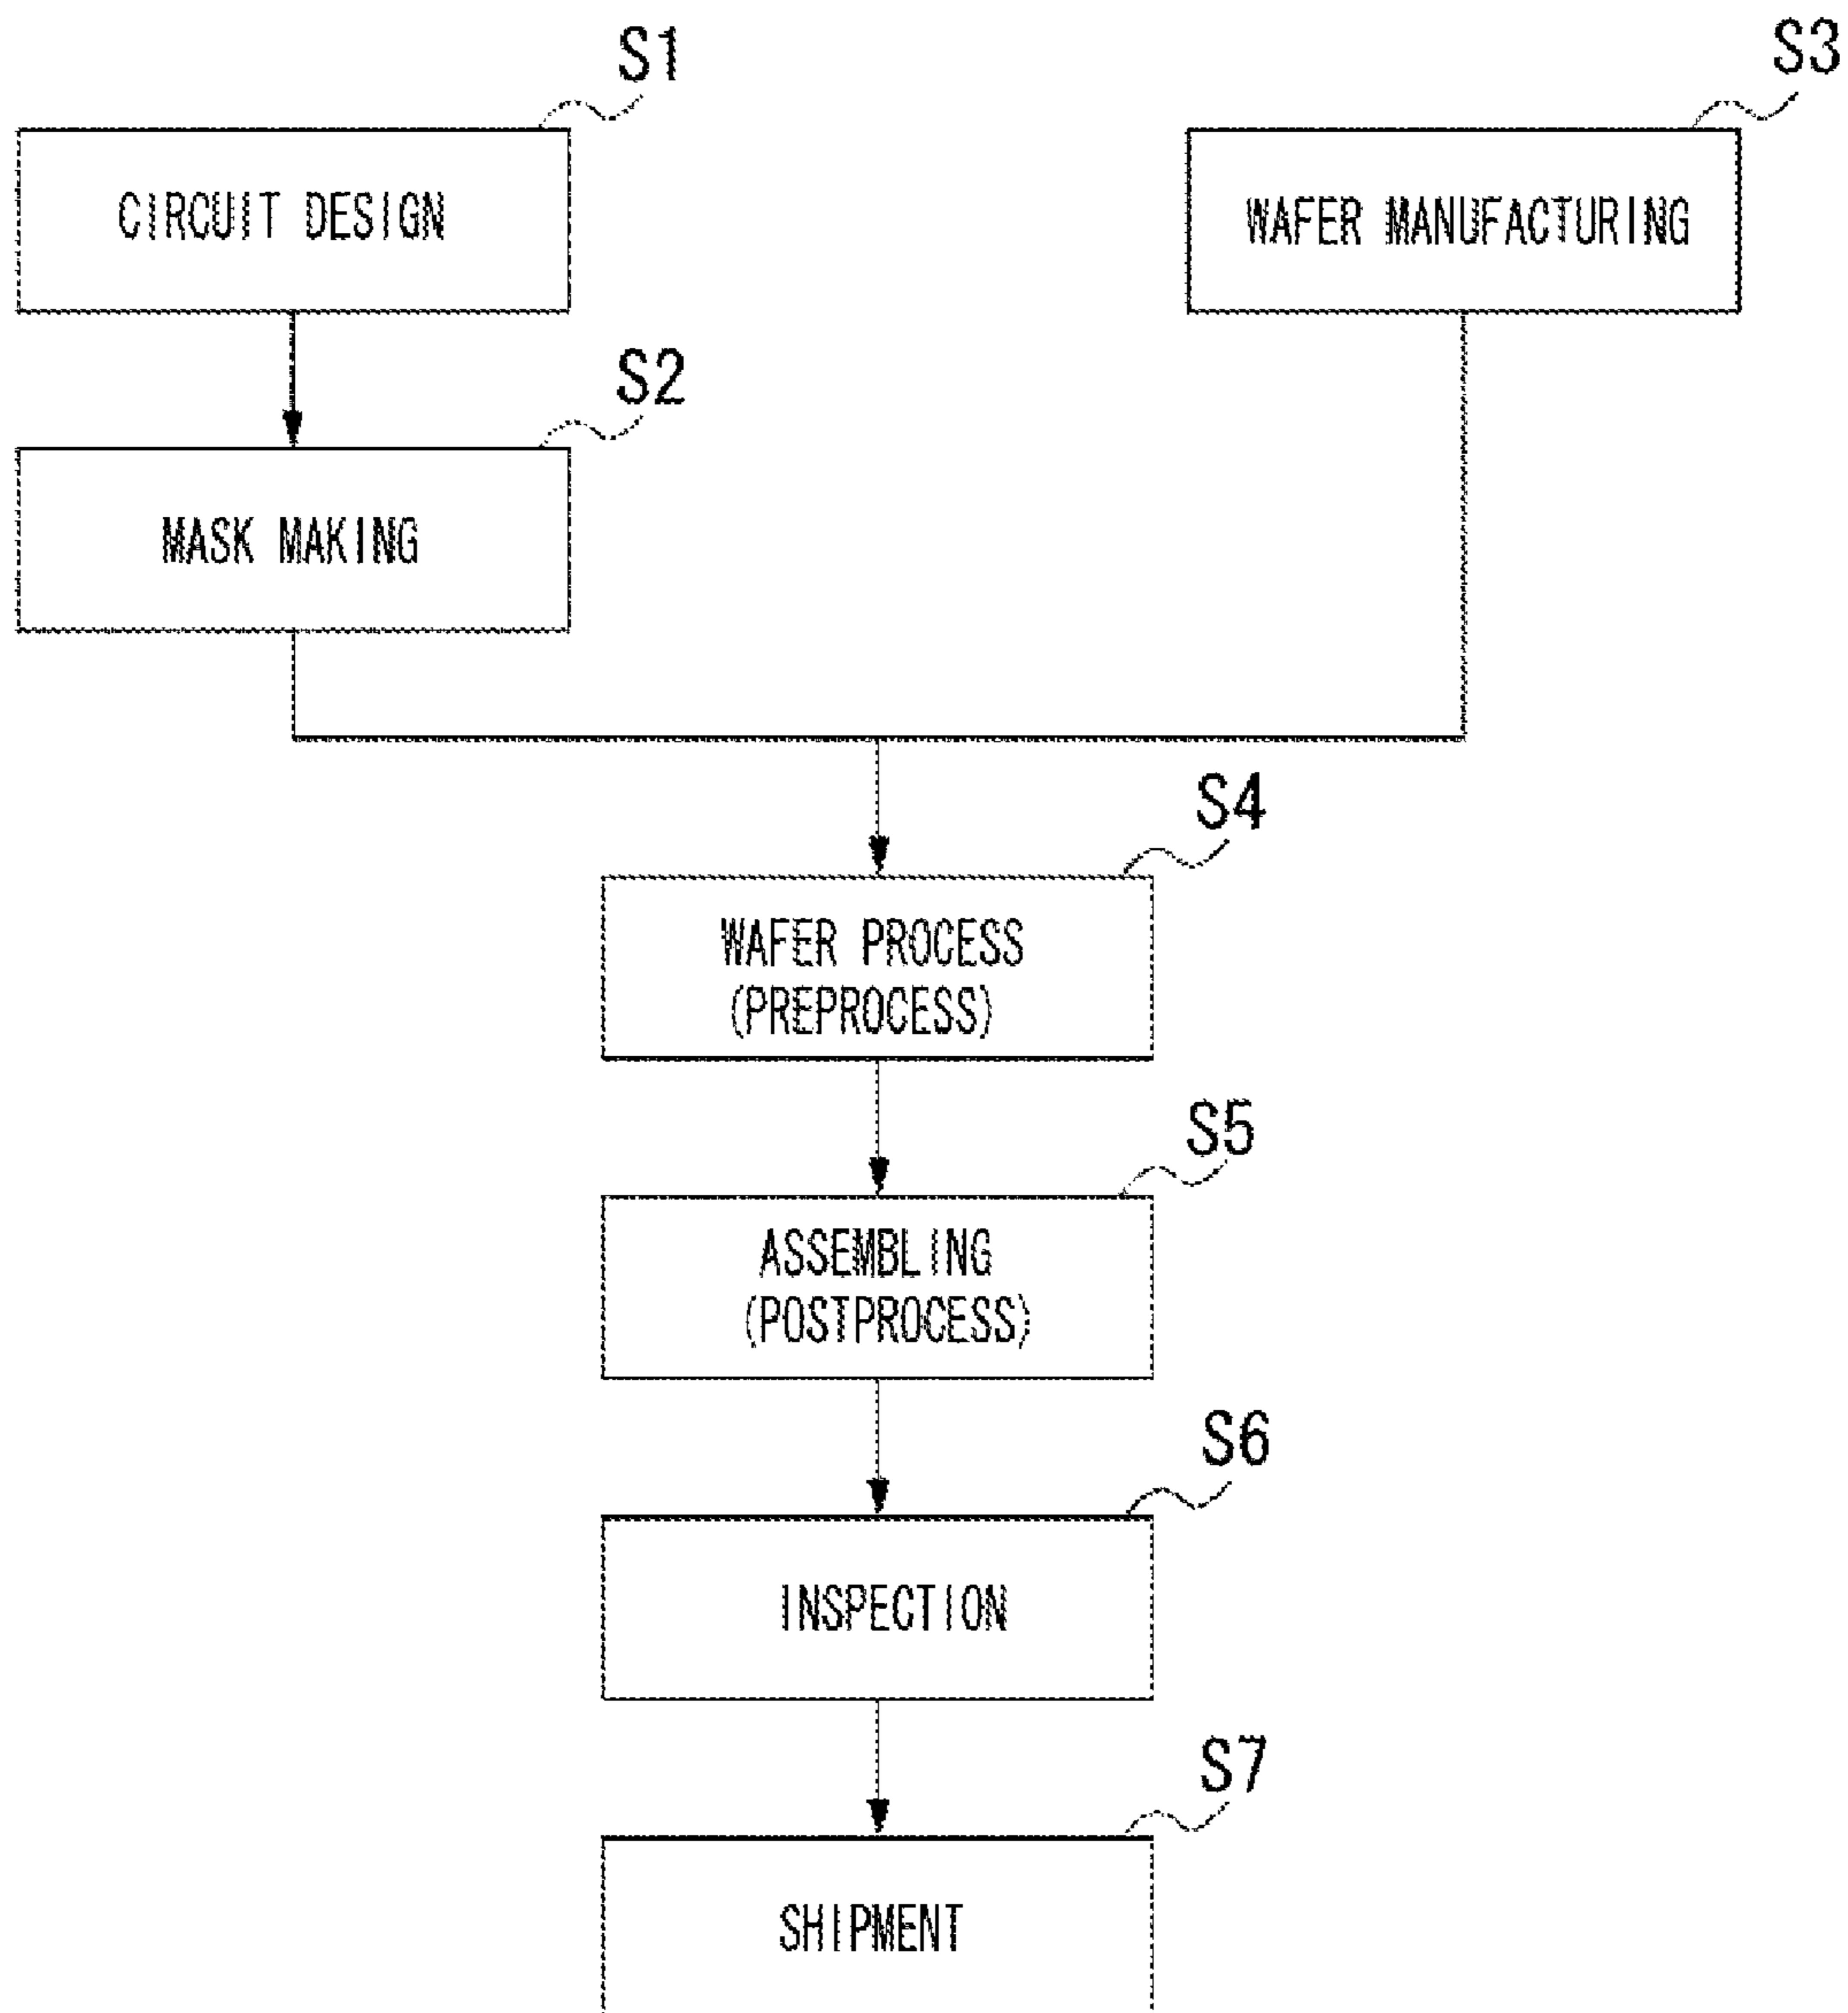 S1
S3
CIRCUIT DESIGN
WAFER MANUFACTURING
S2
MASK MAKING
S4
WAFER PROCESS
(PREPROCESS)
S5
ASSEMBLING
(POSTPROCESS)
S6
INSPECTION
S7
SHIPMENT